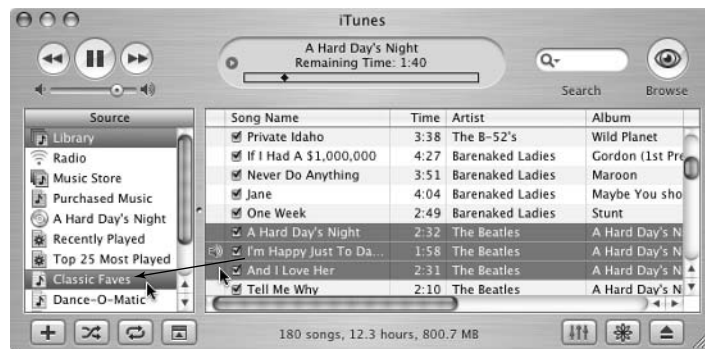 iTunes
A Hard Day's Night
Remaining Time: 1:40
Search
Browse
Source
Library
Radio
Music Store
Purchased Music
A Hard Day's Night
Recently Played
Top 25 Most Played
Classic Faves
Dance-O-Matic
Song Name Time Artist Album
Private Idaho 3:38 The B-52's Wild Planet
If I Had A $1,000,000 4:27 Barenaked Ladies Gordon (1st Pre
Never Do Anything 3:51 Barenaked Ladies Maroon
Jane 4:04 Barenaked Ladies Maybe You sho
One Week 2:49 Barenaked Ladies Stunt
A Hard Day's Night 2:32 The Beatles A Hard Day's N
I'm Happy Just To Da... 1:58 The Beatles A Hard Day's N
And I Love Her 2:31 The Beatles A Hard Day's N
Tell Me Why 2:10 The Beatles A Hard Day's N
180 songs, 12.3 hours, 800.7 MB